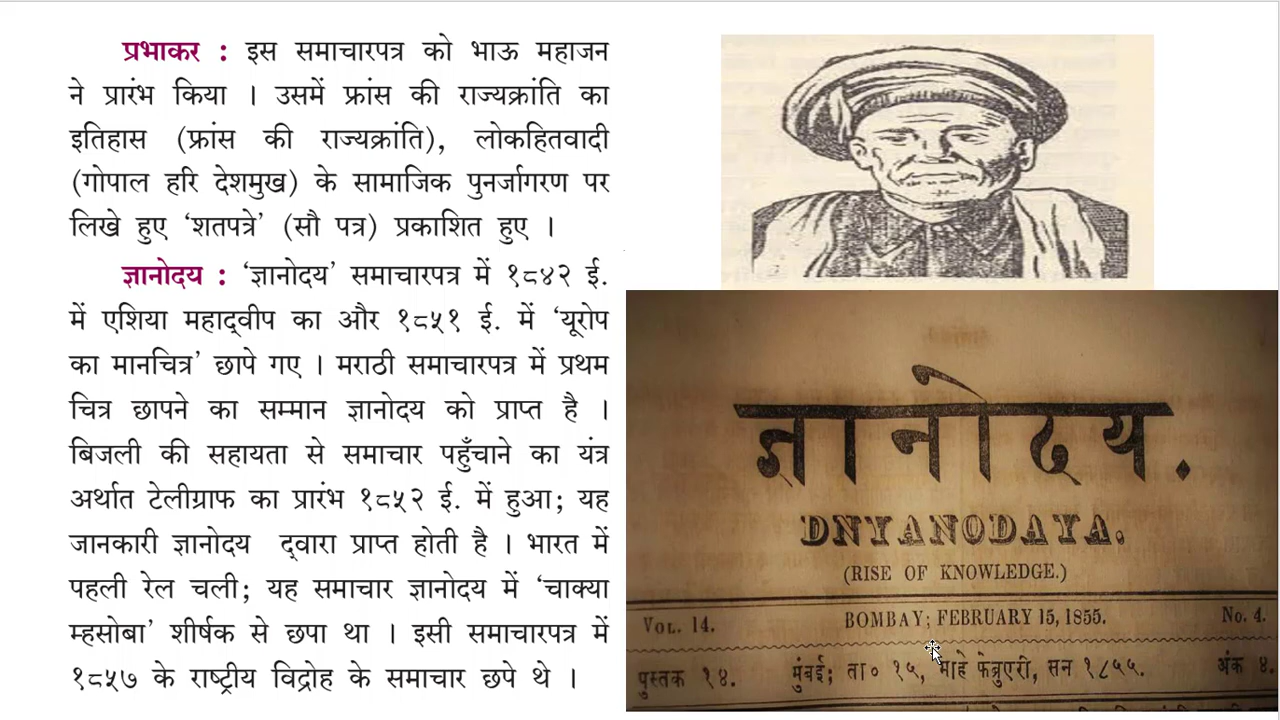 प्रभाकर : इस समाचारपत्र को भाऊ महाजन
ने प्रारंभ किया । उसमें फ्रांस की राज्यक्रांति का
इतिहास (फ्रांस की राज्यक्रांति), लोकहितवादी
(गोपाल हरि देशमुख) के सामाजिक पुनर्जागरण पर
लिखे हुए ‘शतपत्रे’ (सौ पत्र) प्रकाशित हुए ।
ज्ञानोदय : ‘ज्ञानोदय’ समाचारपत्र में १८४२ ई.
में एशिया महाद्वीप का और १८५१ ई. में ‘यूरोप
का मानचित्र’ छापे गए । मराठी समाचारपत्र में प्रथम
चित्र छापने का सम्मान ज्ञानोदय को प्राप्त है ।
बिजली की सहायता से समाचार पहुँचाने का यंत्र
अर्थात टेलीग्राफ का प्रारंभ १८५२ ई. में हुआ; यह
जानकारी ज्ञानोदय द्वारा प्राप्त होती है । भारत में
पहली रेल चली; यह समाचार ज्ञानोदय में ‘चाक्या
म्हसोबा’ शीर्षक से छपा था । इसी समाचारपत्र में
१८५७ के राष्ट्रीय विद्रोह के समाचार छपे थे ।
ज्ञानोदय.
DNYANODAYA.
(RISE OF KNOWLEDGE.)
VOL. 14. BOMBAY; FEBRUARY 15, 1855. No. 4.
पुस्तक १४. मुंबई; ता० १५, माहे फेब्रुएरी, सन १८५५. अंक ४.